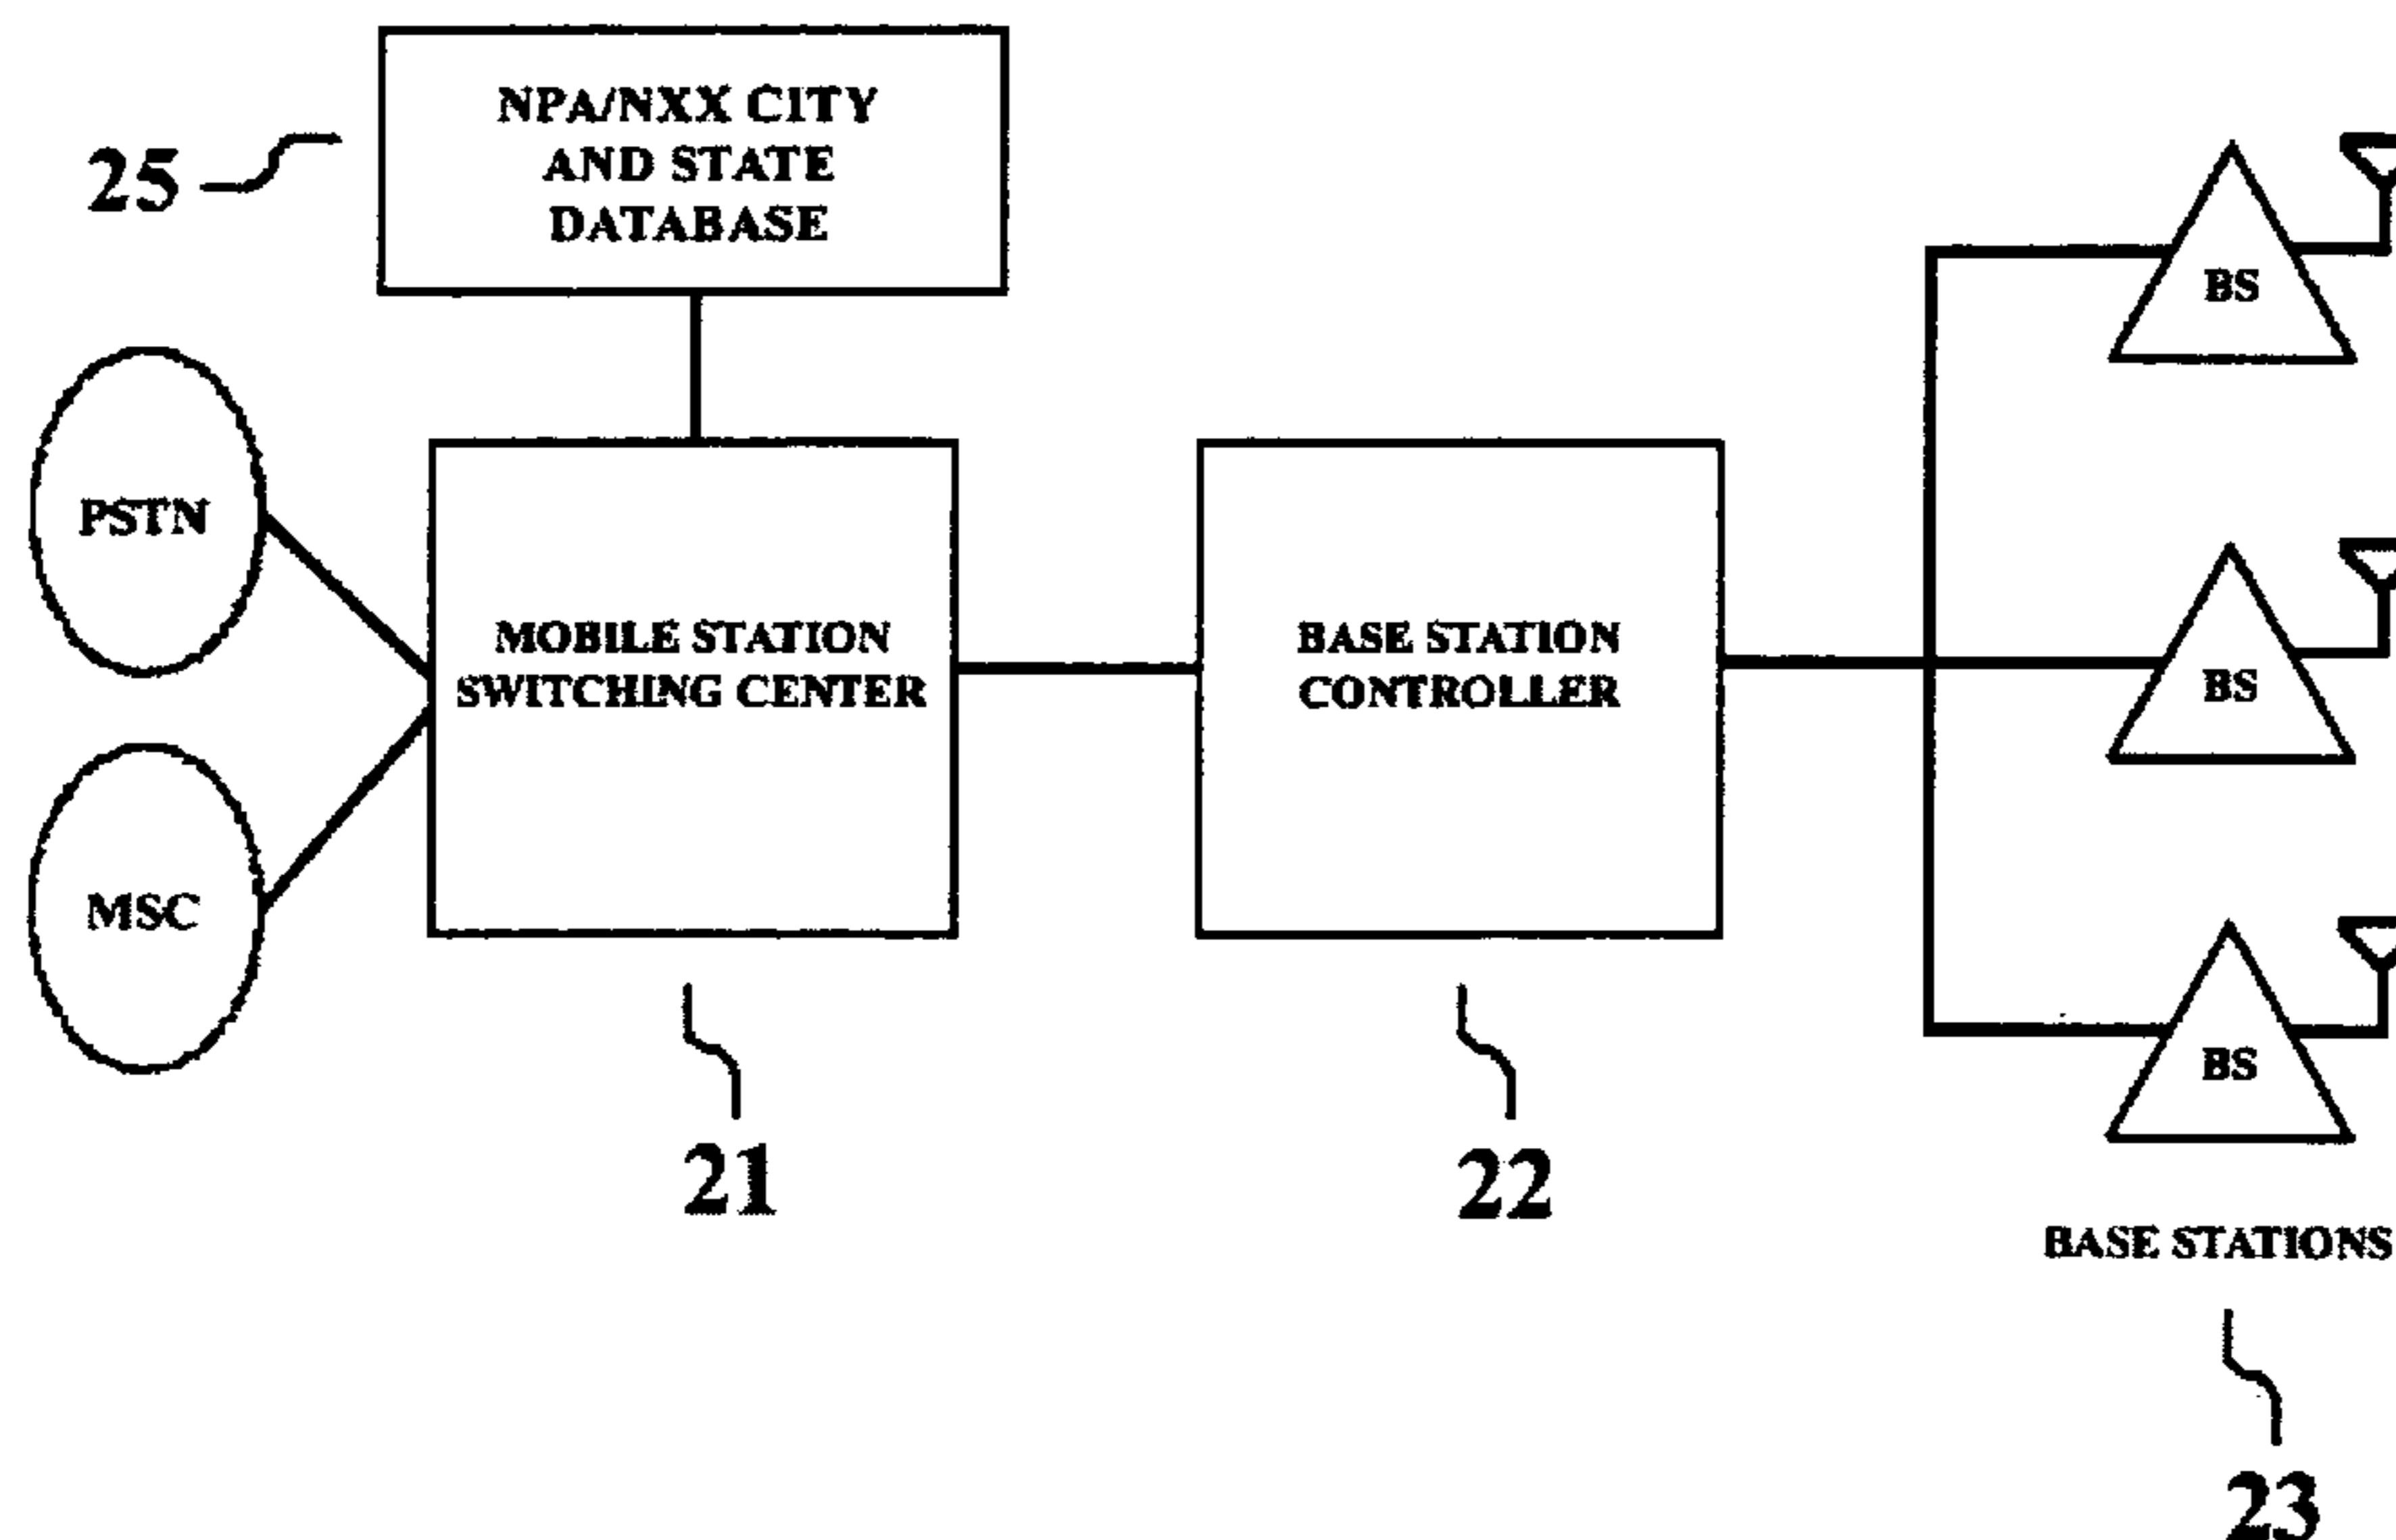 NPA/NXX CITY
AND STATE
DATABASE
25
BS
PSTN
MOBILE STATION
SWITCHING CENTER
BASE STATION
CONTROLLER
BS
MSC
BS
21
22
BASE STATIONS
23